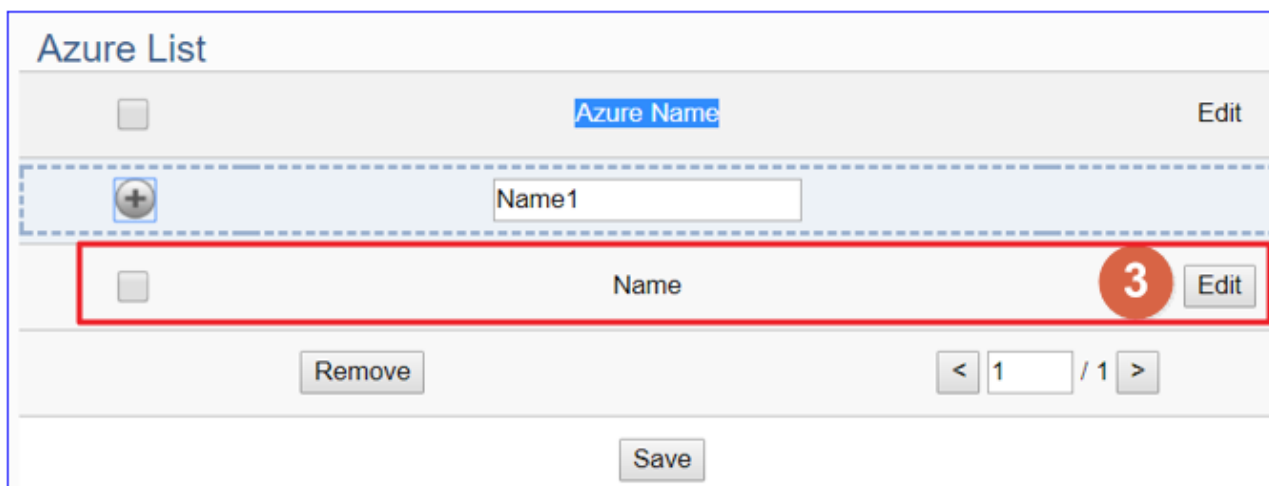 Azure List
Azure Name Edit
Name1
Name 3 Edit
Remove < 1 / 1 >
Save